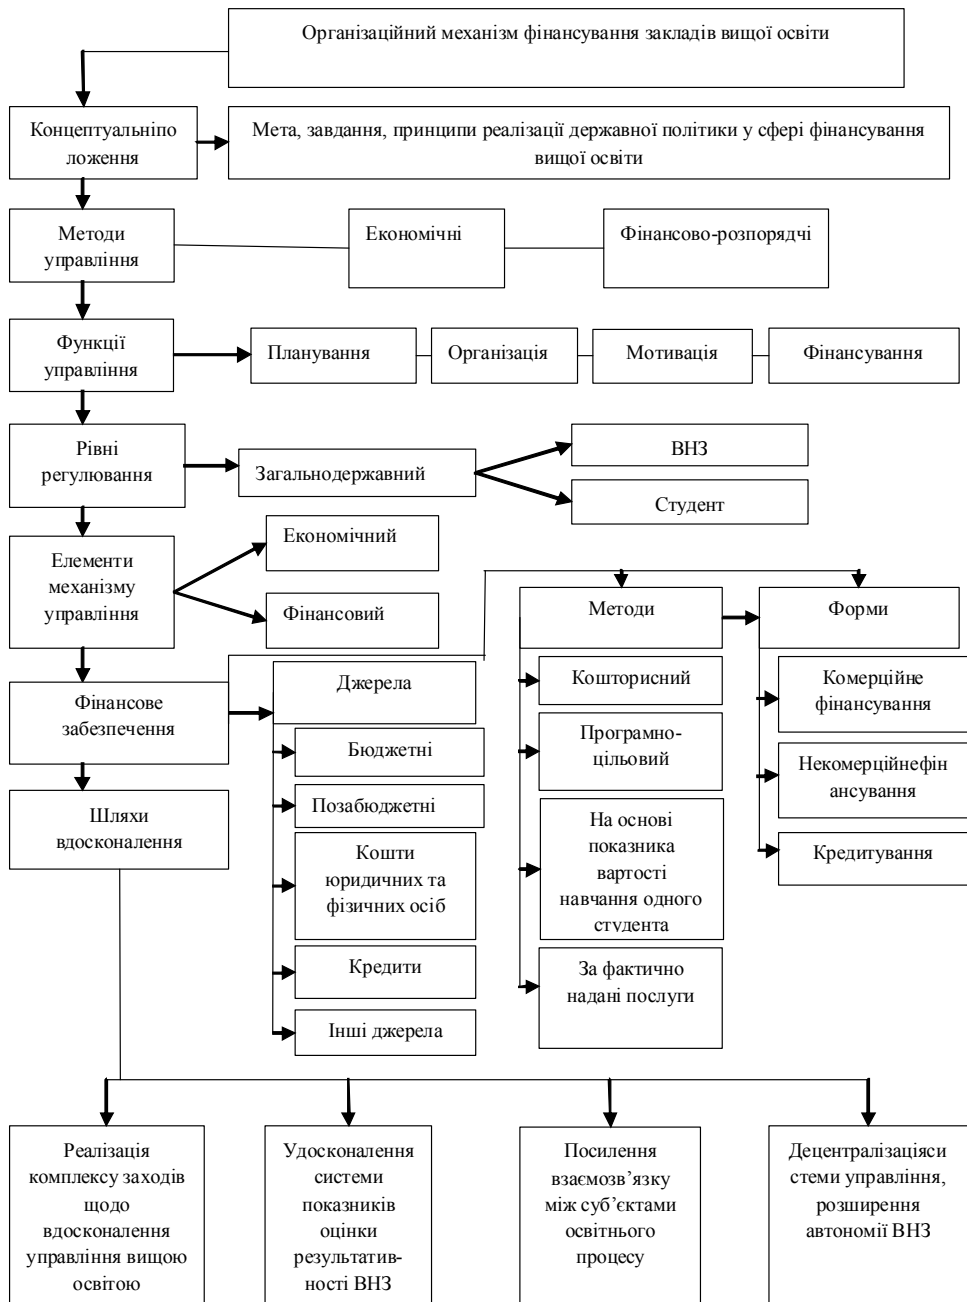 Організаційний механізм фінансування закладів вищої освіти
Концептуальніпо
ложення
Мета, завдання, принципи реалізації державної політики у сфері фінансування
вищої освіти
Методи
управління
Економічні
Фінансово-розпорядчі
Функції
управління
Планування
Організація
Мотивація
Фінансування
Рівні
регулювання
Загальнодержавний
ВНЗ
Студент
Елементи
механізму
управління
Економічний
Фінансовий
Фінансове
забезпечення
Джерела
Бюджетні
Позабюджетні
Кошти
юридичних та
фізичних осіб
Кредити
Інші джерела
Методи
Кошторисний
Програмно-
цільовий
На основі
показника
вартості
навчання одного
студента
За фактично
надані послуги
Форми
Комерційне
фінансування
Некомерційнефін
ансування
Кредитування
Шляхи
вдосконалення
Реалізація
комплексу заходів
щодо
вдосконалення
управління вищою
освітою
Удосконалення
системи
показників
оцінки
результатив-
ності ВНЗ
Посилення
взаємозв’язку
між суб’єктами
освітнього
процесу
Децентралізаціяси
стеми управління,
розширення
автономії ВНЗ